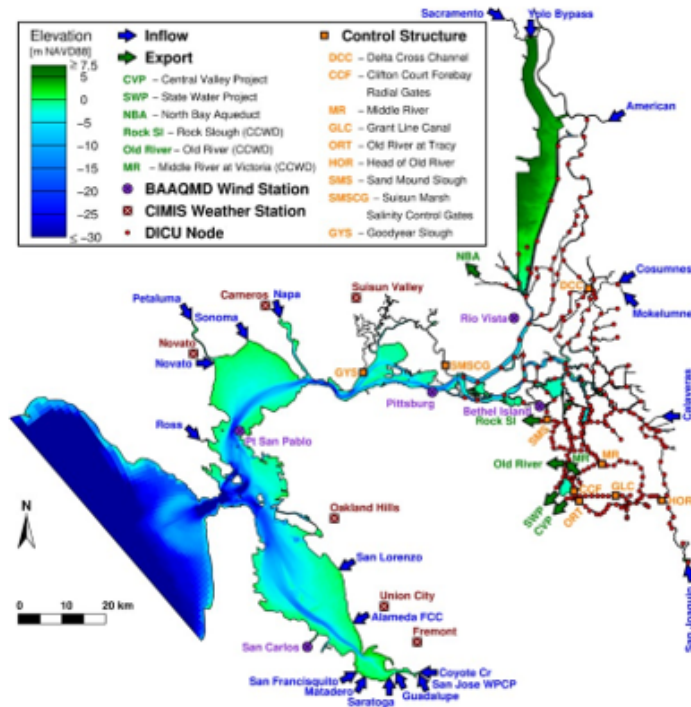 Elevation
[m NAVD88]
≥ 7.5
5
0
−5
−10
−15
−20
−25
≤ −30
Inflow
Export
CVP – Central Valley Project
SWP – State Water Project
NBA – North Bay Aqueduct
Rock Sl – Rock Slough (CCWD)
Old River – Old River (CCWD)
MR – Middle River at Victoria (CCWD)
BAAQMD Wind Station
CIMIS Weather Station
DICU Node
Control Structure
DCC – Delta Cross Channel
CCF – Clifton Court Forebay
Radial Gates
MR – Middle River
GLC – Grant Line Canal
ORT – Old River at Tracy
HOR – Head of Old River
SMS – Sand Mound Slough
SMSCG – Suisun Marsh
Salinity Control Gates
GYS – Goodyear Slough
Sacramento
Yolo Bypass
American
NBA
Cosumnes
DCC
Mokelumne
Petaluma
Sonoma
Carneros
Napa
Suisun Valley
Rio Vista
Novato
Novato
GYS
SMSCG
Pittsburg
Bethel Island
Calaveras
Rock Sl
SMS
Ross
Pt San Pablo
Old River
MR
MR
CCF
GLC
HOR
SWP
CVP
ORT
N
Oakland Hills
San Lorenzo
0 10 20 km
Union City
Alameda FCC
Fremont
San Joaquin
San Carlos
Coyote Cr
San Jose WPCP
Guadalupe
San Francisquito
Matadero
Saratoga